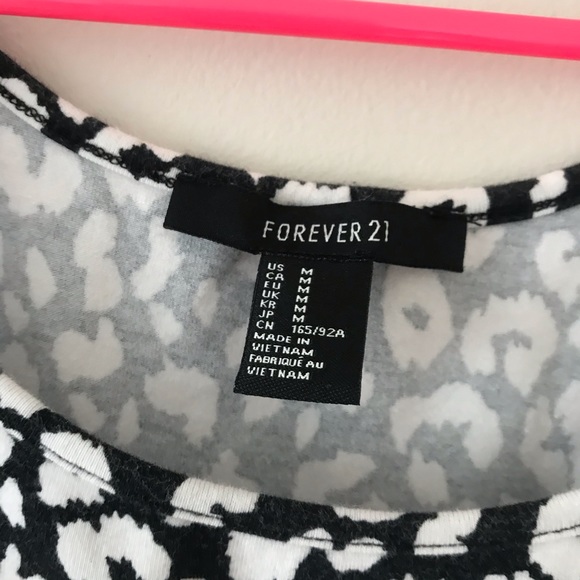 FOREVER 21
US M
CA M
EU M
UK M
KR M
JP M
CN 165/92A
MADE IN
VIETNAM
FABRIQUÉ AU
VIETNAM